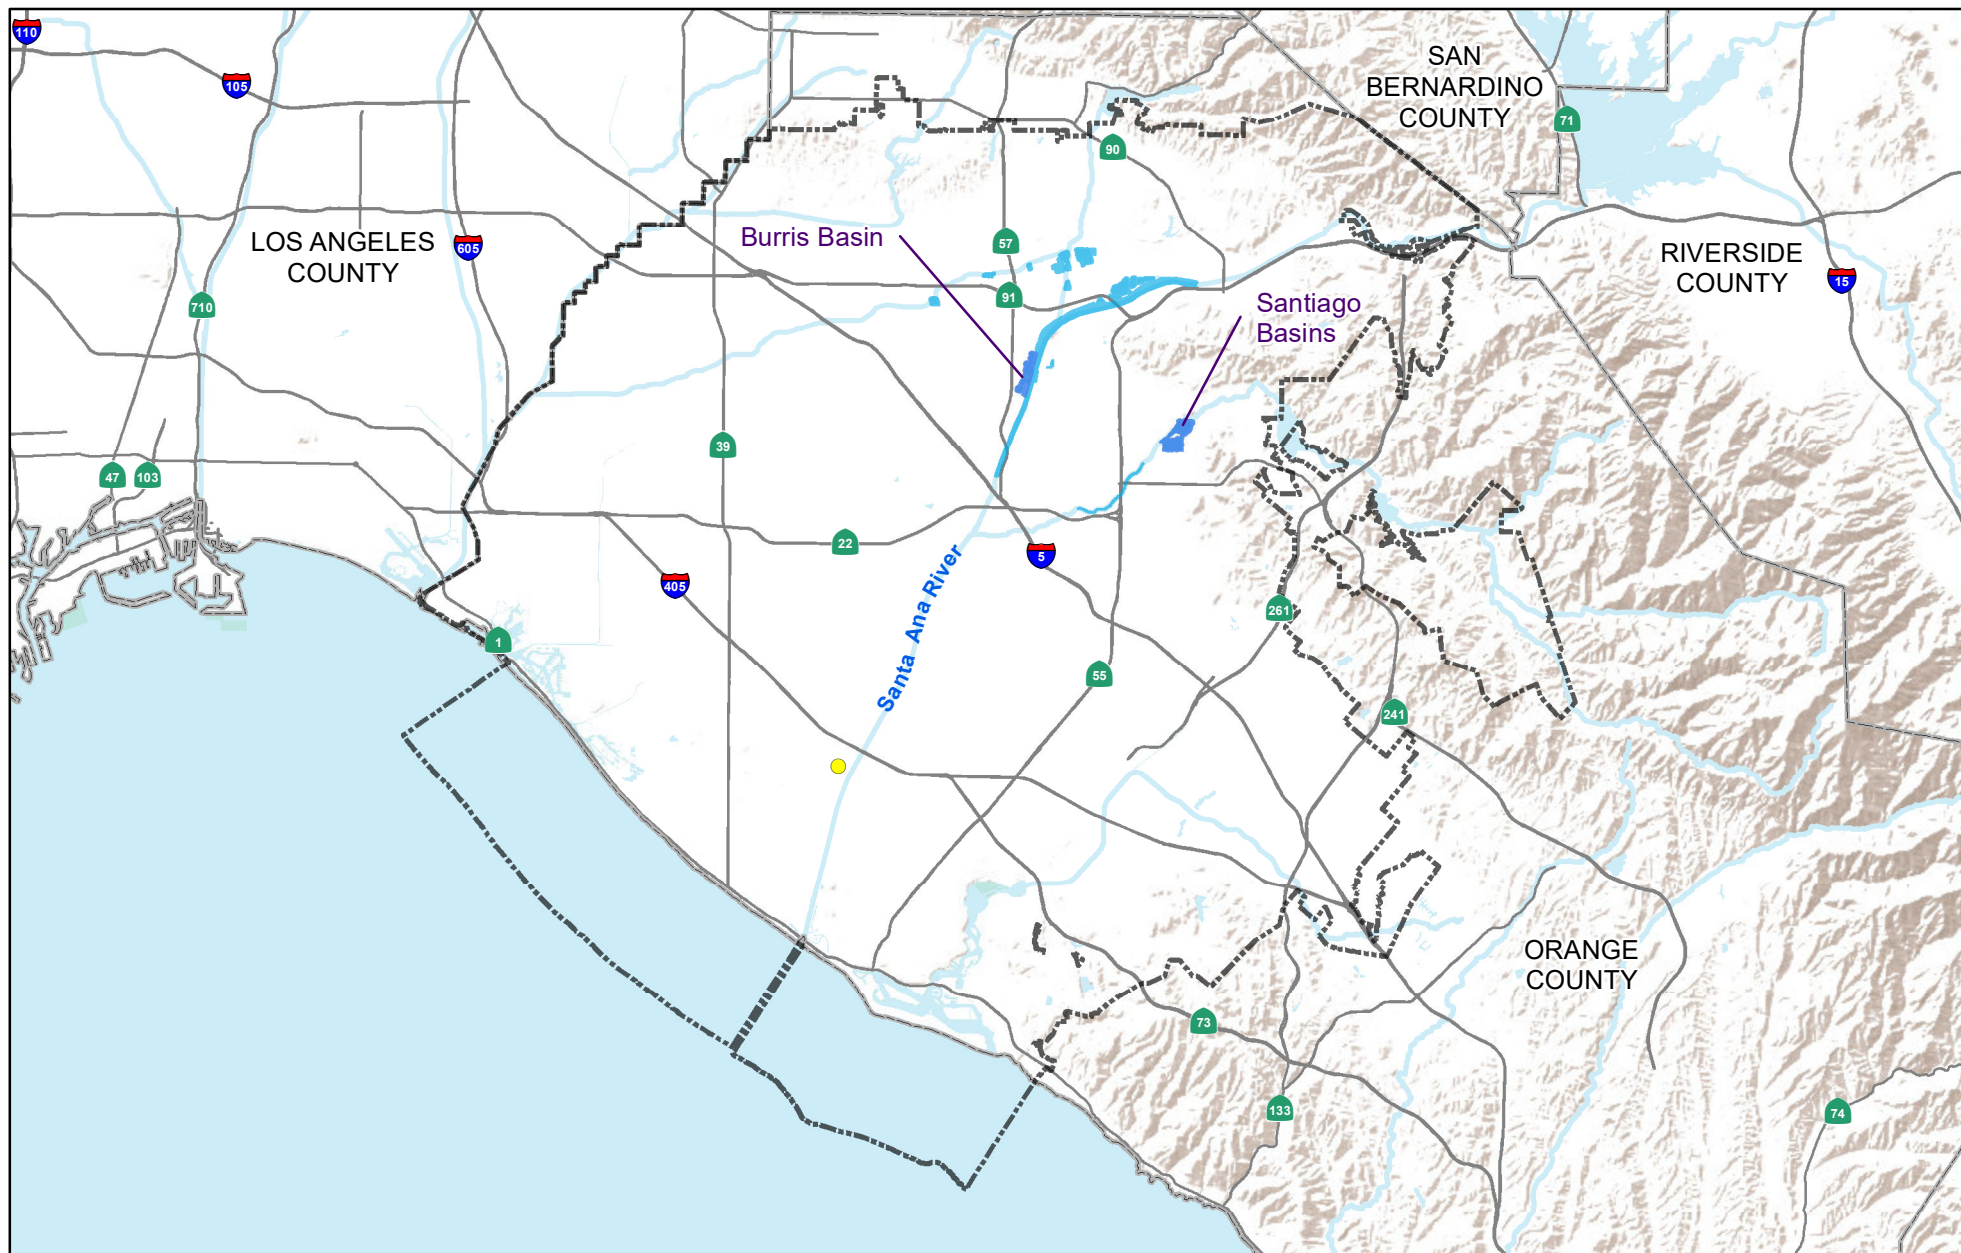 110
105
SAN
BERNARDINO
COUNTY
71
90
LOS ANGELES
COUNTY
605
Burris Basin
57
RIVERSIDE
COUNTY
15
710
91
Santiago
Basins
39
47
103
22
5
405
Santa Ana River
261
1
55
241
ORANGE
COUNTY
73
133
74